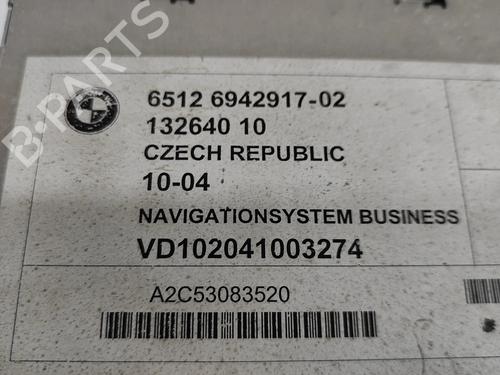 6512 6942917-02
132640 10
CZECH REPUBLIC
10-04
NAVIGATIONSYSTEM BUSINESS
VD102041003274
A2C53083520
B-PARTS